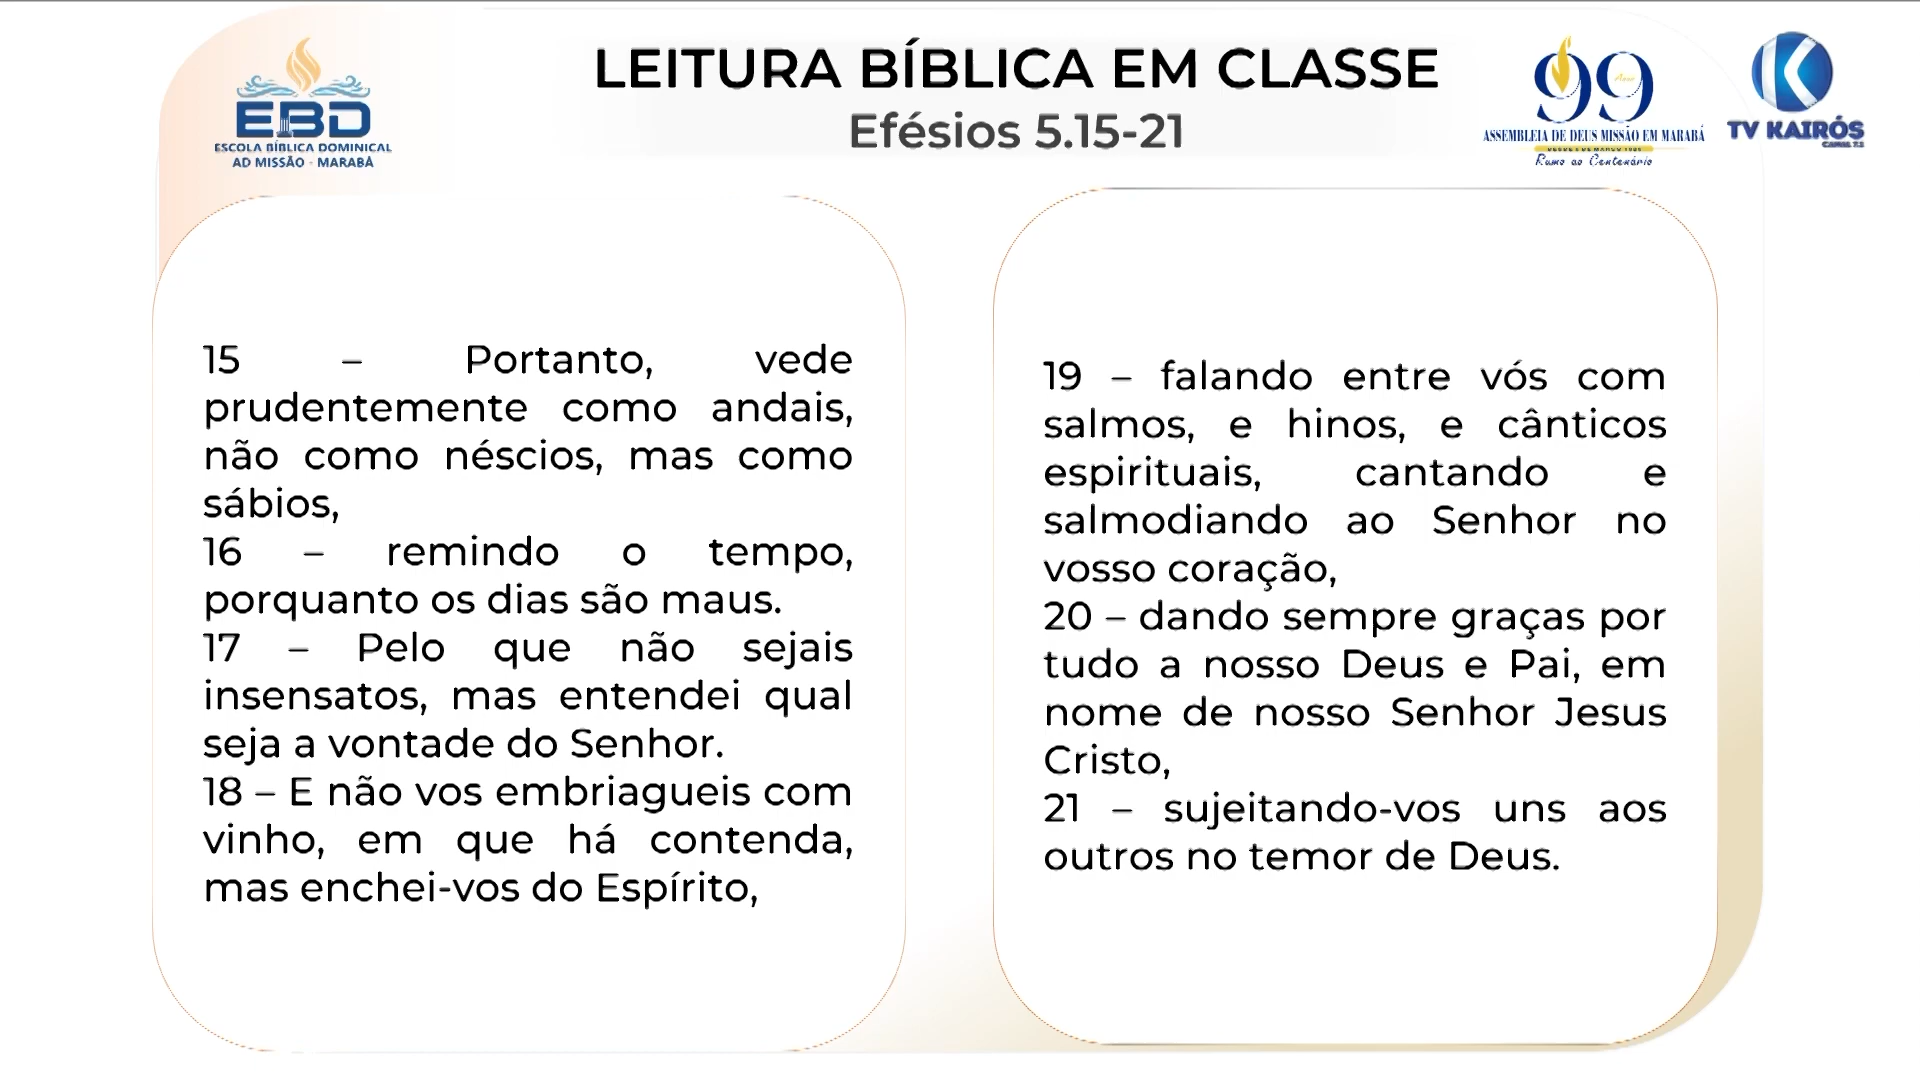 EBD
ESCOLA BÍBLICA DOMINICAL
AD MISSÃO - MARABÁ
LEITURA BÍBLICA EM CLASSE
Efésios 5.15-21
99
Anos
ASSEMBLEIA DE DEUS MISSÃO EM MARABÁ
Rumo ao Centenário
TV KAIRÓS
CANAL 7.1
15 – Portanto, vede
prudentemente como andais,
não como néscios, mas como
sábios,
16 – remindo o tempo,
porquanto os dias são maus.
17 – Pelo que não sejais
insensatos, mas entendei qual
seja a vontade do Senhor.
18 – E não vos embriagueis com
vinho, em que há contenda,
mas enchei-vos do Espírito,
19 – falando entre vós com
salmos, e hinos, e cânticos
espirituais, cantando e
salmodiando ao Senhor no
vosso coração,
20 – dando sempre graças por
tudo a nosso Deus e Pai, em
nome de nosso Senhor Jesus
Cristo,
21 – sujeitando-vos uns aos
outros no temor de Deus.